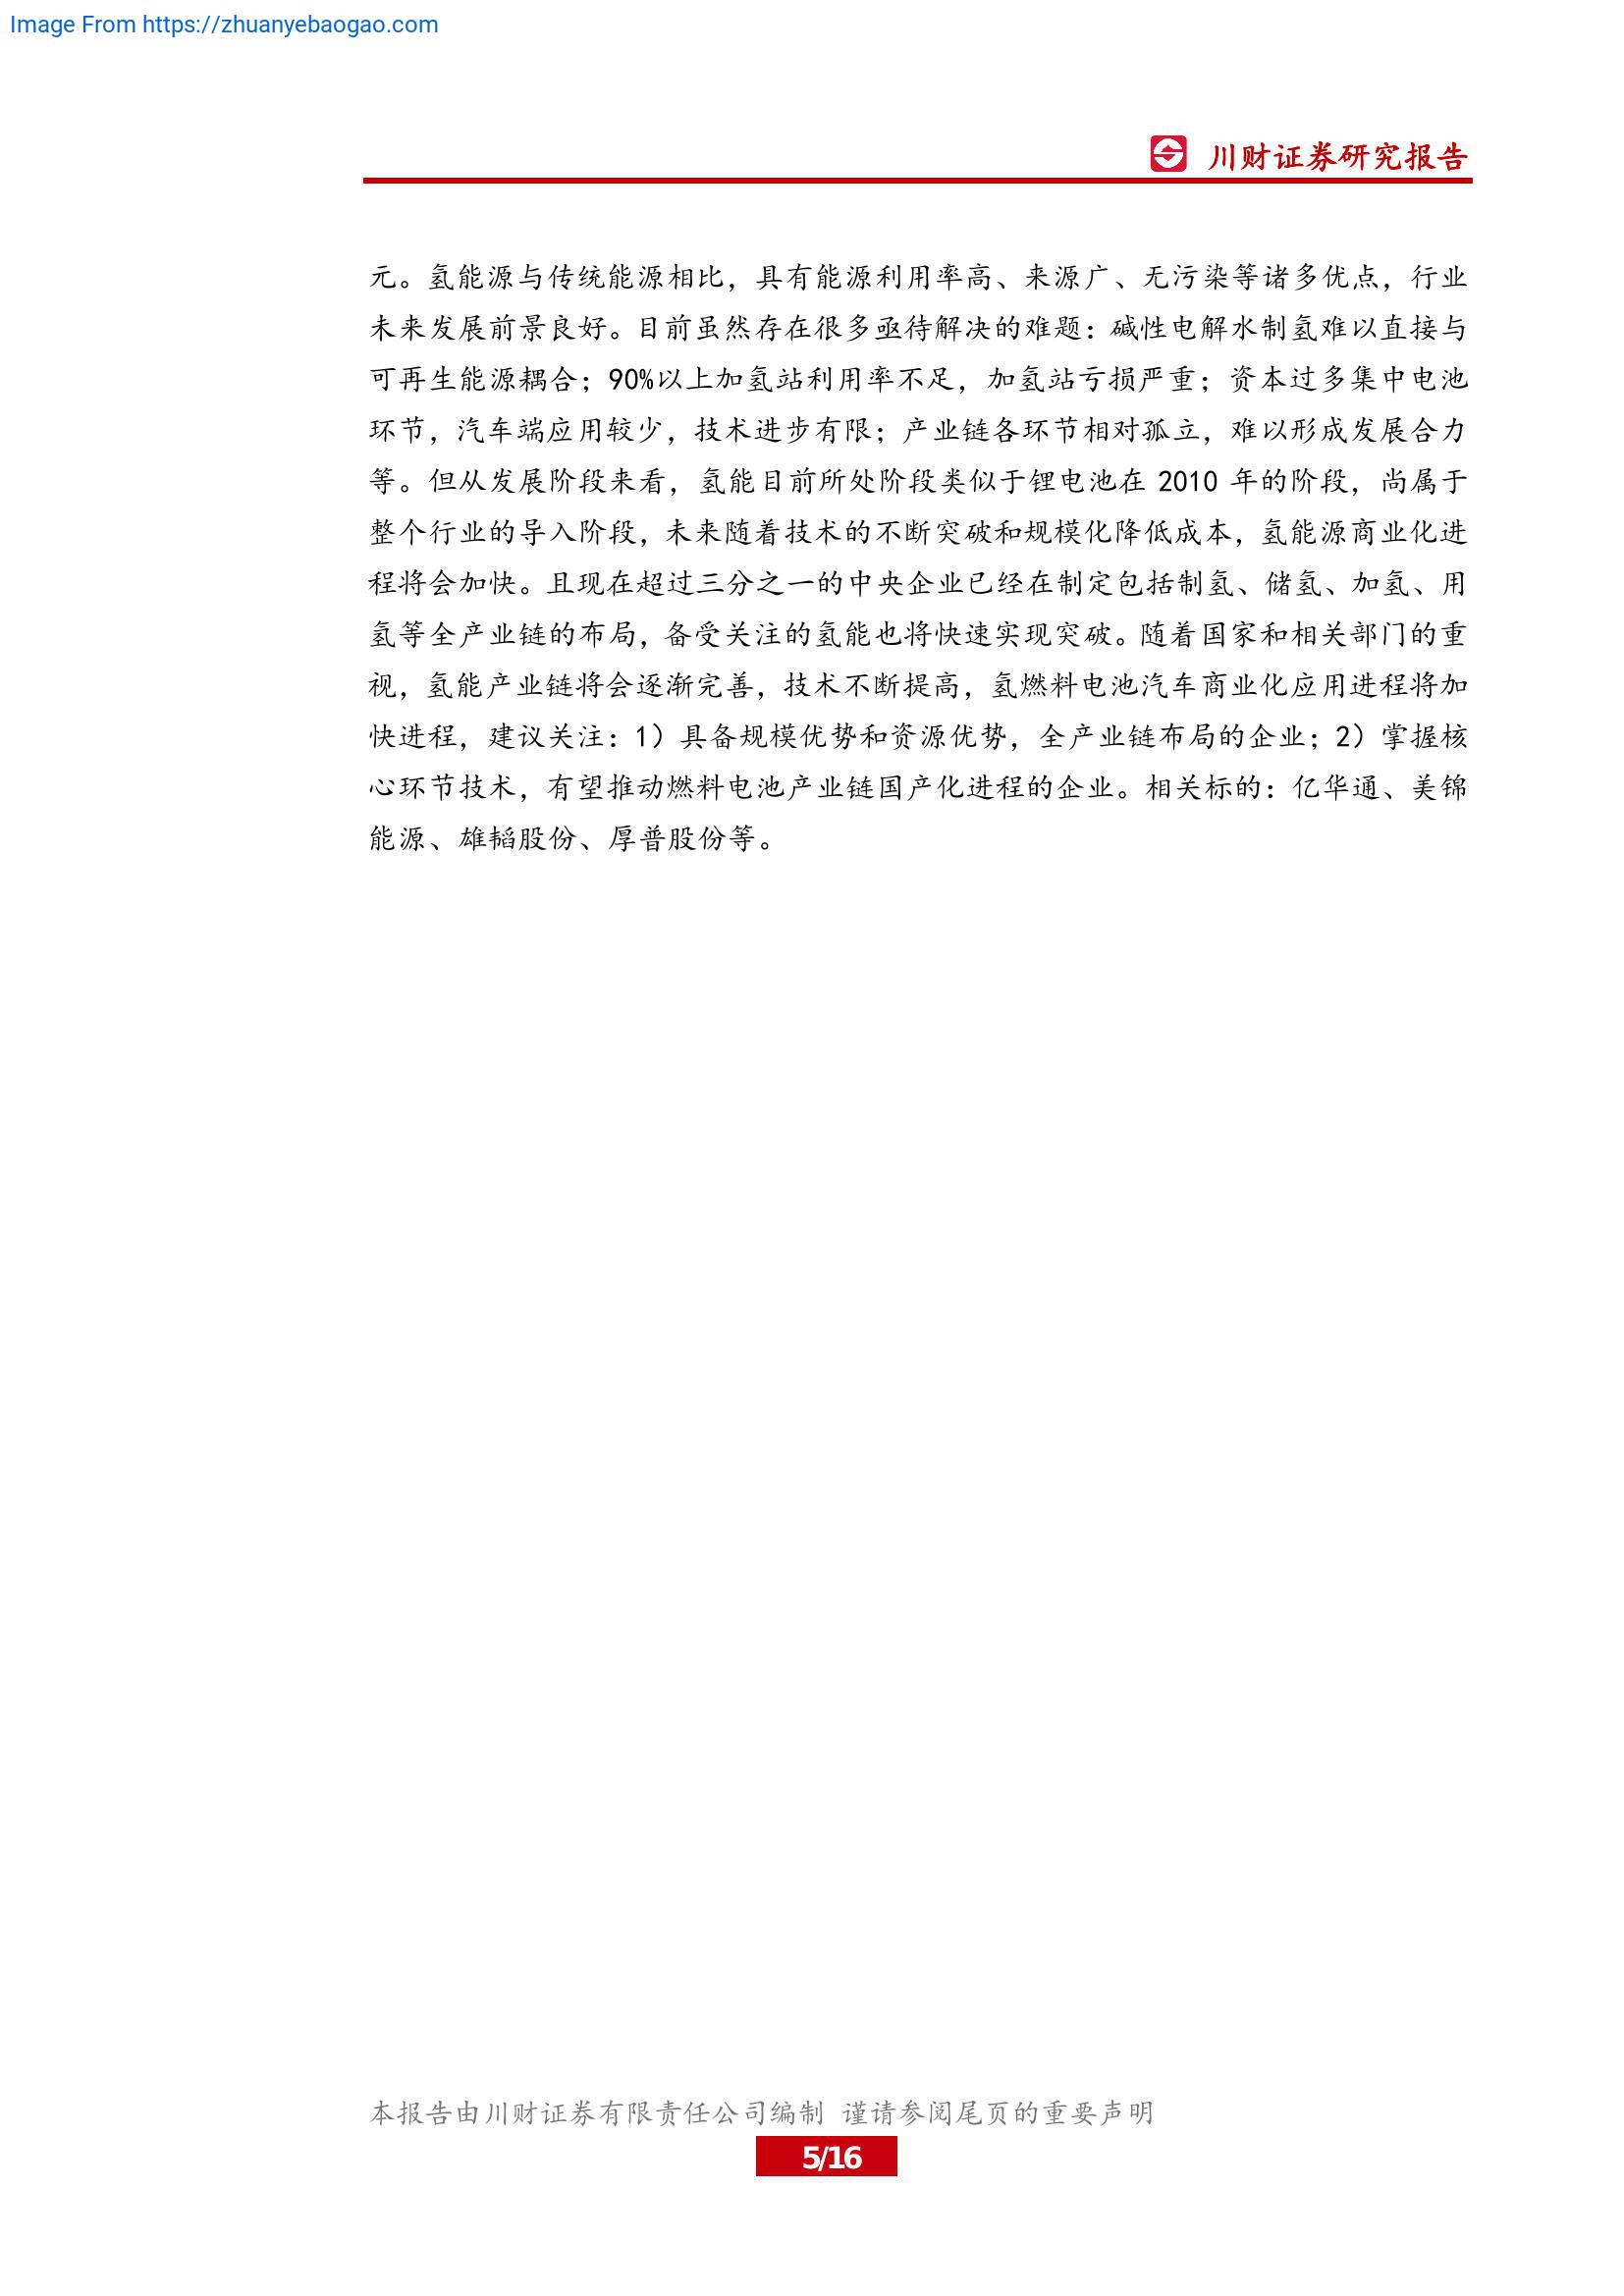 Image From https://zhuanyebaogao.com
川财证券研究报告
元。氢能源与传统能源相比，具有能源利用率高、来源广、无污染等诸多优点，行业
未来发展前景良好。目前虽然存在很多亟待解决的难题：碱性电解水制氢难以直接与
可再生能源耦合；90%以上加氢站利用率不足，加氢站亏损严重；资本过多集中电池
环节，汽车端应用较少，技术进步有限；产业链各环节相对孤立，难以形成发展合力
等。但从发展阶段来看，氢能目前所处阶段类似于锂电池在 2010 年的阶段，尚属于
整个行业的导入阶段，未来随着技术的不断突破和规模化降低成本，氢能源商业化进
程将会加快。且现在超过三分之一的中央企业已经在制定包括制氢、储氢、加氢、用
氢等全产业链的布局，备受关注的氢能也将快速实现突破。随着国家和相关部门的重
视，氢能产业链将会逐渐完善，技术不断提高，氢燃料电池汽车商业化应用进程将加
快进程，建议关注：1）具备规模优势和资源优势，全产业链布局的企业；2）掌握核
心环节技术，有望推动燃料电池产业链国产化进程的企业。相关标的：亿华通、美锦
能源、雄韬股份、厚普股份等。
本报告由川财证券有限责任公司编制 谨请参阅尾页的重要声明
5/16